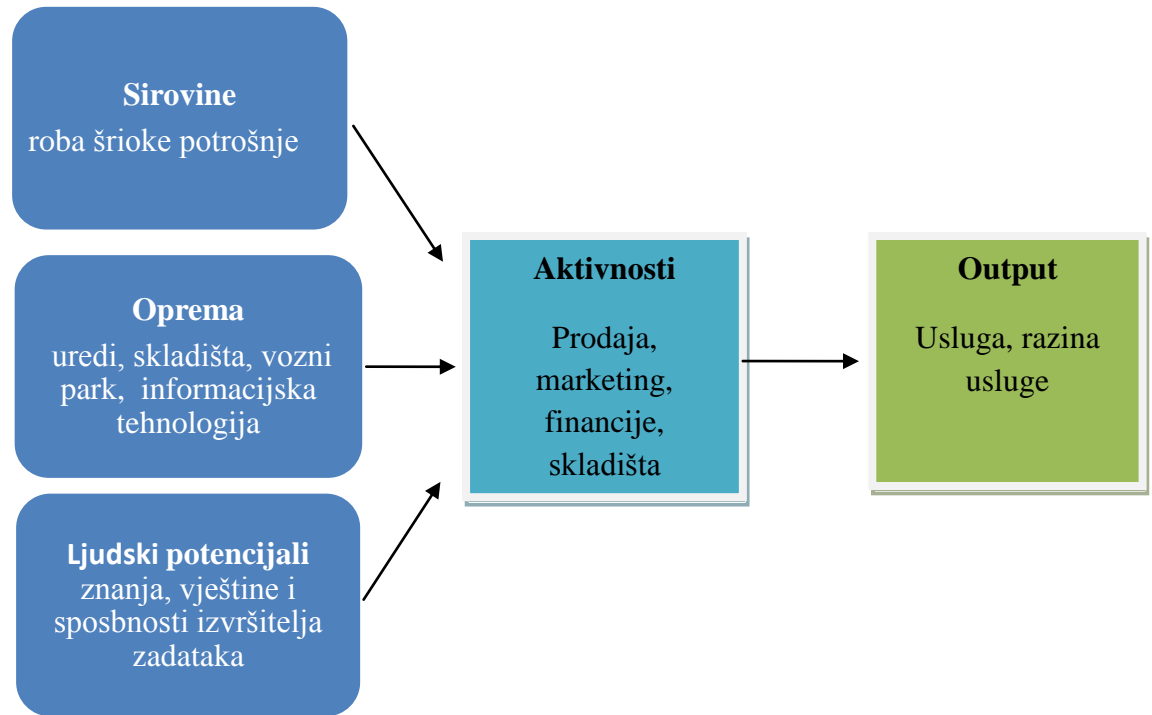 Sirovine
roba šrioke potrošnje
Oprema
uredi, skladišta, vozni
park, informacijska
tehnologija
Ljudski potencijali
znanja, vještine i
sposbnosti izvršitelja
zadataka
Aktivnosti
Prodaja,
marketing,
financije,
skladišta
Output
Usluga, razina
usluge